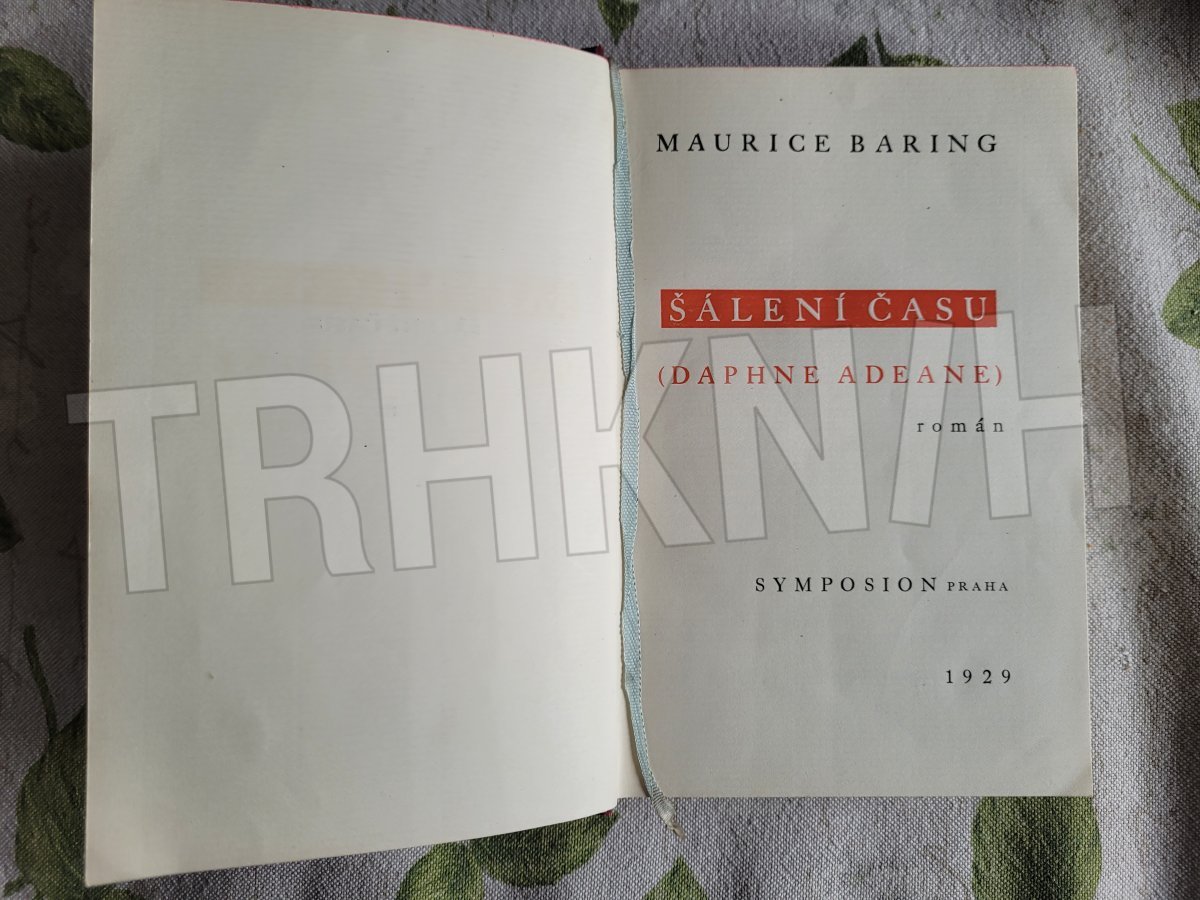 MAURICE BARING
ŠÁLENÍ ČASU
(DAPHNE ADEANE)
román
TRHKNIH
SYMPOSION PRAHA
1929